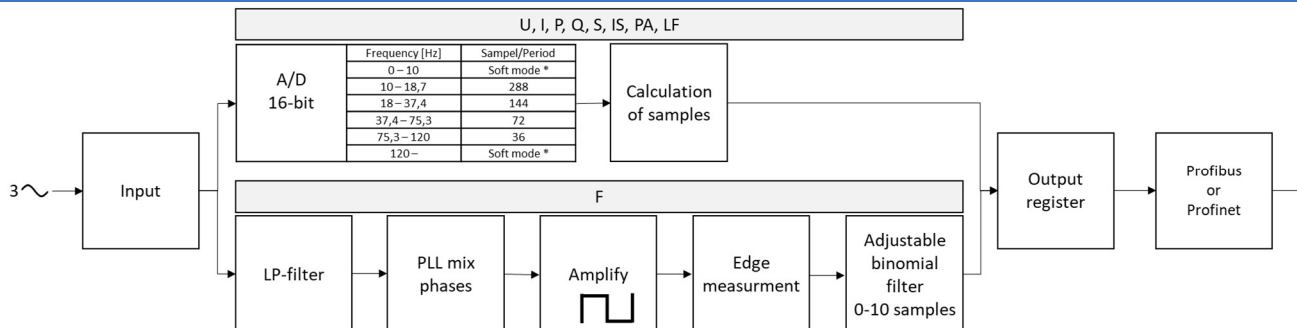 U, I, P, Q, S, IS, PA, LF
A/D
16-bit
Frequency [Hz] Sampel/Period
0 – 10 Soft mode *
10 – 18,7 288
18 – 37,4 144
37,4 – 75,3 72
75,3 – 120 36
120 – Soft mode *
Calculation
of samples
3
Input
F
LP-filter
PLL mix
phases
Amplify
Edge
measurment
Adjustable
binomial
filter
0-10 samples
Output
register
Profibus
or
Profinet